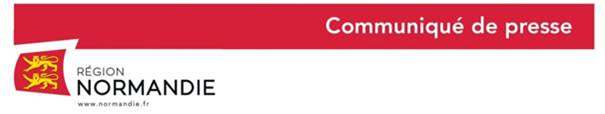 Communiqué de presse
RÉGION
NORMANDIE
www.normandie.fr